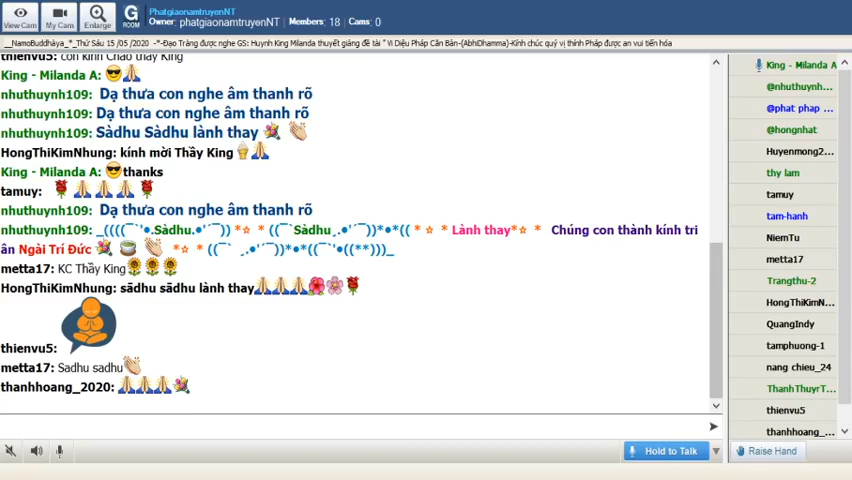 View Cam
My Cam
Enlarge
G
ROOM
PhatgiaonamtruyenNT
Owner: phatgiaonamtruyenNT | Members: 18 | Cams: 0
__NamoBuddhàya_*_Thứ Sáu 15 /05 /2020 -*-Đạo Tràng được nghe GS: Huynh King Milanda thuyết giảng đề tài " Vi Diệu Pháp Căn Bản-(AbhiDhamma)-Kính chúc quý vị thính Pháp được an vui tiến hóa
thienvu5: con kính Chào thầy King
King - Milanda A:
nhuthuynh109: Dạ thưa con nghe âm thanh rõ
nhuthuynh109: Dạ thưa con nghe âm thanh rõ
nhuthuynh109: Sàdhu Sàdhu lành thay
HongThiKimNhung: kính mời Thầy King
King - Milanda A: thanks
tamuy:
nhuthuynh109: Dạ thưa con nghe âm thanh rõ
nhuthuynh109: _((((¯`'•.Sàdhu.•'´¯)) *☆ * ((¯`Sàdhu¸.•'´¯))*•*(( * ☆ * Lành thay*☆ * Chúng con thành kính tri
ân Ngài Trí Đức *☆ * ((¯` ¸.•'´¯))*•*((¯`'•((**)))_
metta17: KC Thầy King
HongThiKimNhung: sādhu sādhu lành thay
thienvu5:
metta17: Sadhu sadhu
thanhhoang_2020:
Hold to Talk
King - Milanda A
@nhuthuynh...
@phat phap ...
@hongnhat
Huyenmong2...
thy lam
tamuy
tam-hanh
NiemTu
metta17
Trangthu-2
HongThiKimN...
QuangIndy
tamphuong-1
nang chieu_24
ThanhThuyrT...
thienvu5
thanhhoang_...
Raise Hand